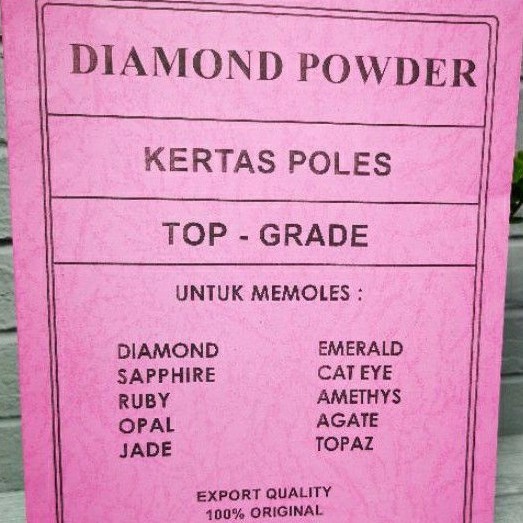 DIAMOND POWDER
KERTAS POLES
TOP - GRADE
UNTUK MEMOLES :
DIAMOND
SAPPHIRE
RUBY
OPAL
JADE
EMERALD
CAT EYE
AMETHYS
AGATE
TOPAZ
EXPORT QUALITY
100% ORIGINAL